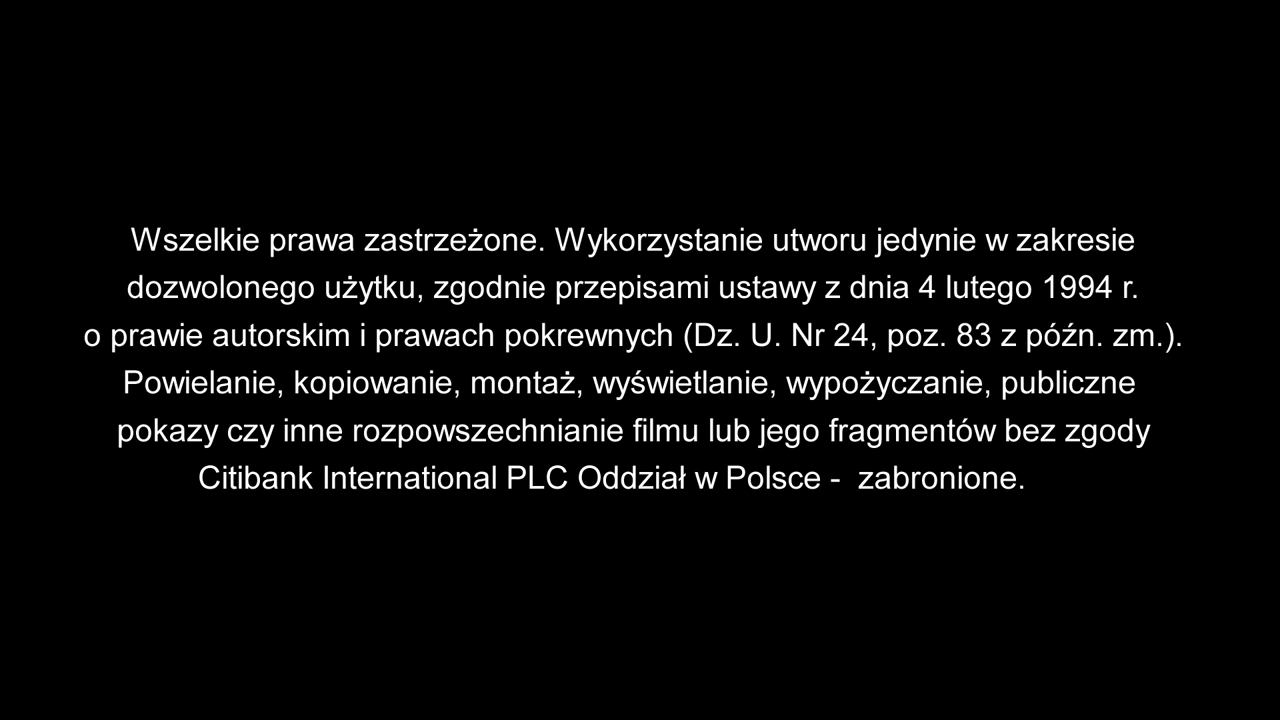 Wszelkie prawa zastrzeżone. Wykorzystanie utworu jedynie w zakresie
dozwolonego użytku, zgodnie przepisami ustawy z dnia 4 lutego 1994 r.
o prawie autorskim i prawach pokrewnych (Dz. U. Nr 24, poz. 83 z późn. zm.).
Powielanie, kopiowanie, montaż, wyświetlanie, wypożyczanie, publiczne
pokazy czy inne rozpowszechnianie filmu lub jego fragmentów bez zgody
Citibank International PLC Oddział w Polsce -  zabronione.